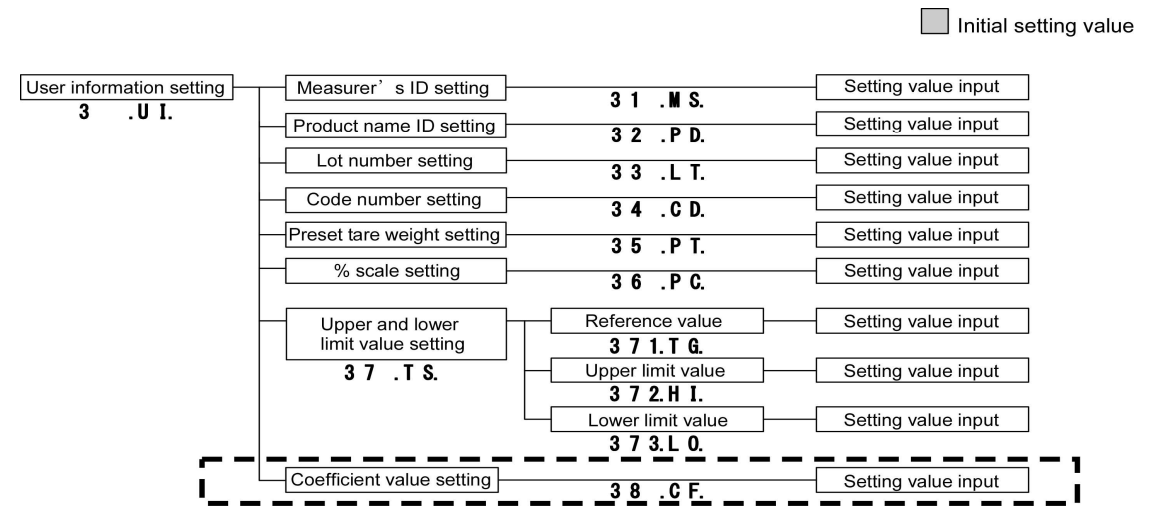 Initial setting value
User information setting
3 .U I.
Measurer's ID setting
3 1 .M S.
Setting value input
Product name ID setting
3 2 .P D.
Setting value input
Lot number setting
3 3 .L T.
Setting value input
Code number setting
3 4 .C D.
Setting value input
Preset tare weight setting
3 5 .P T.
Setting value input
% scale setting
3 6 .P C.
Setting value input
Upper and lower
limit value setting
3 7 .T S.
Reference value
3 7 1.T G.
Setting value input
Upper limit value
3 7 2.H I.
Setting value input
Lower limit value
3 7 3.L O.
Setting value input
Coefficient value setting
3 8 .C F.
Setting value input